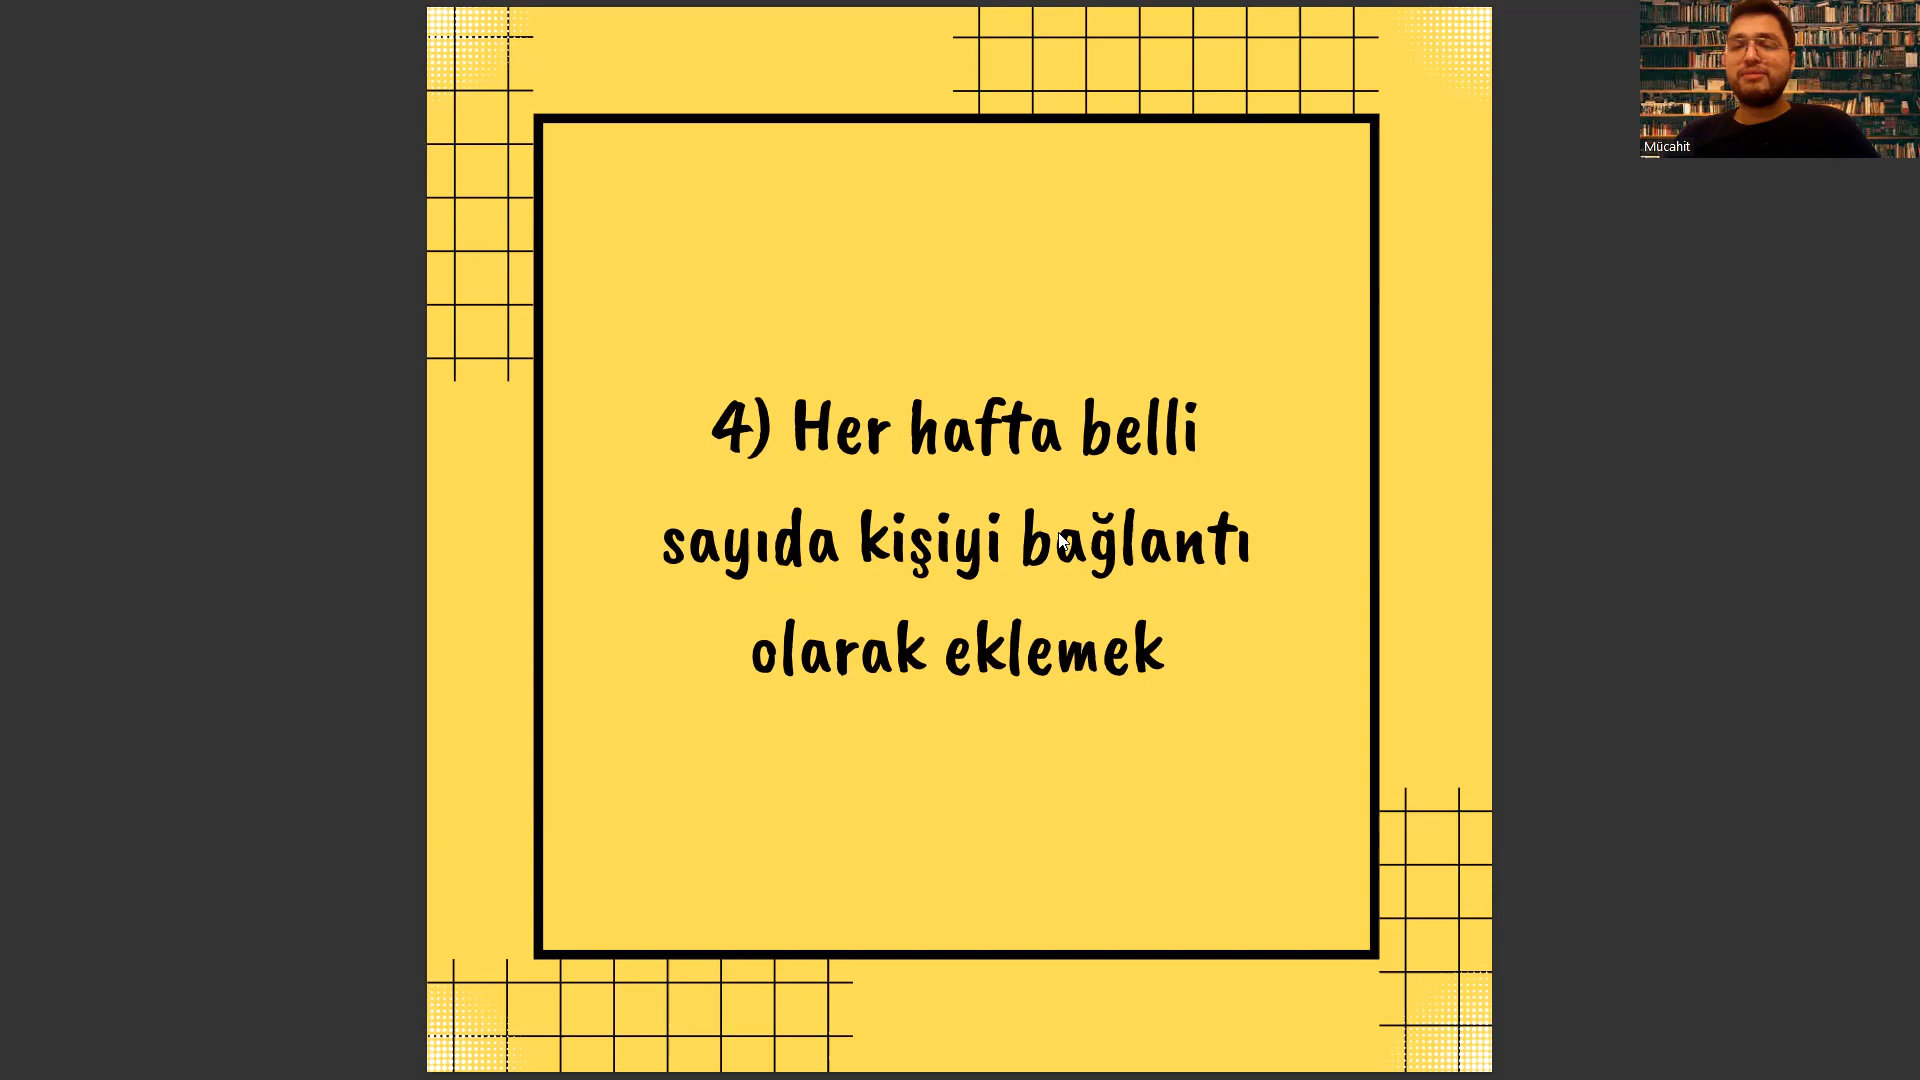 4) Her hafta belli
sayıda kişiyi bağlantı
olarak eklemek
Mücahit